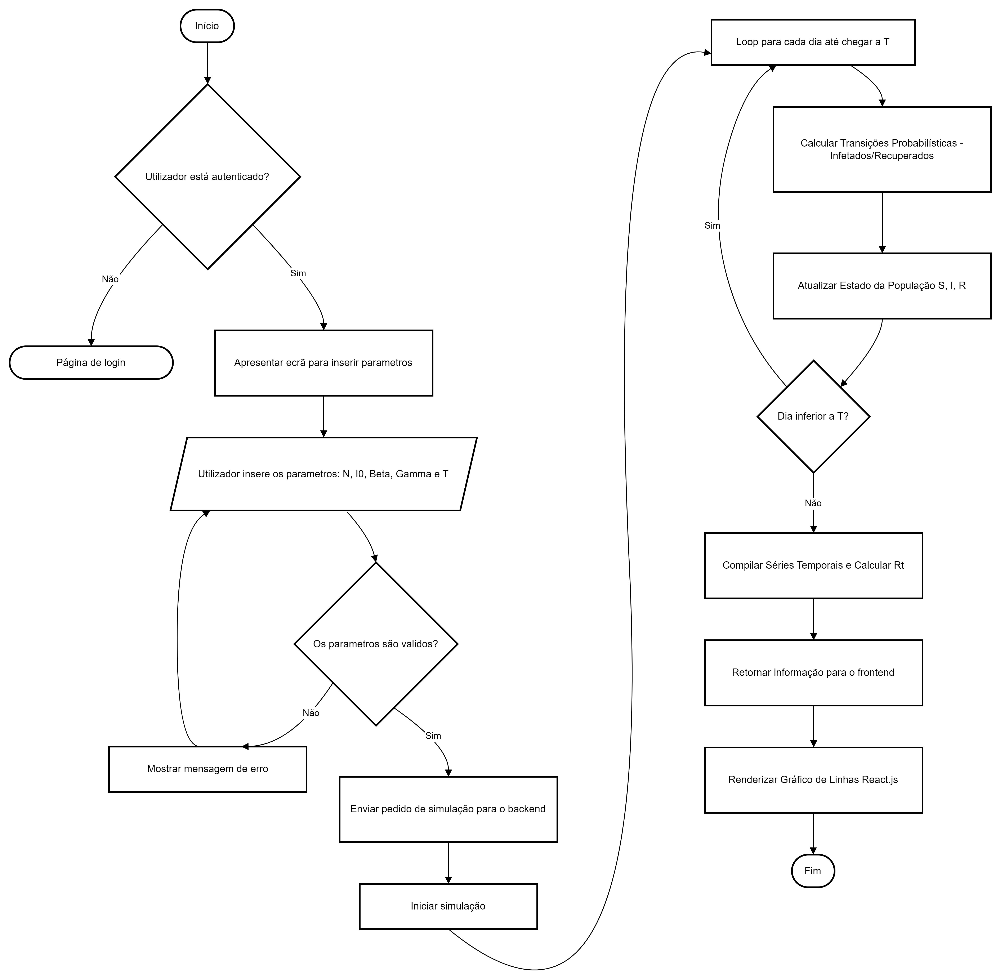 Início
Utilizador está autenticado?
Não
Sim
Página de login
Apresentar ecrã para inserir parametros
Utilizador insere os parametros: N, I0, Beta, Gamma e T
Os parametros são validos?
Não
Sim
Mostrar mensagem de erro
Enviar pedido de simulação para o backend
Iniciar simulação
Loop para cada dia até chegar a T
Calcular Transições Probabilísticas -
Infetados/Recuperados
Sim
Atualizar Estado da População S, I, R
Dia inferior a T?
Não
Compilar Séries Temporais e Calcular Rt
Retornar informação para o frontend
Renderizar Gráfico de Linhas React.js
Fim